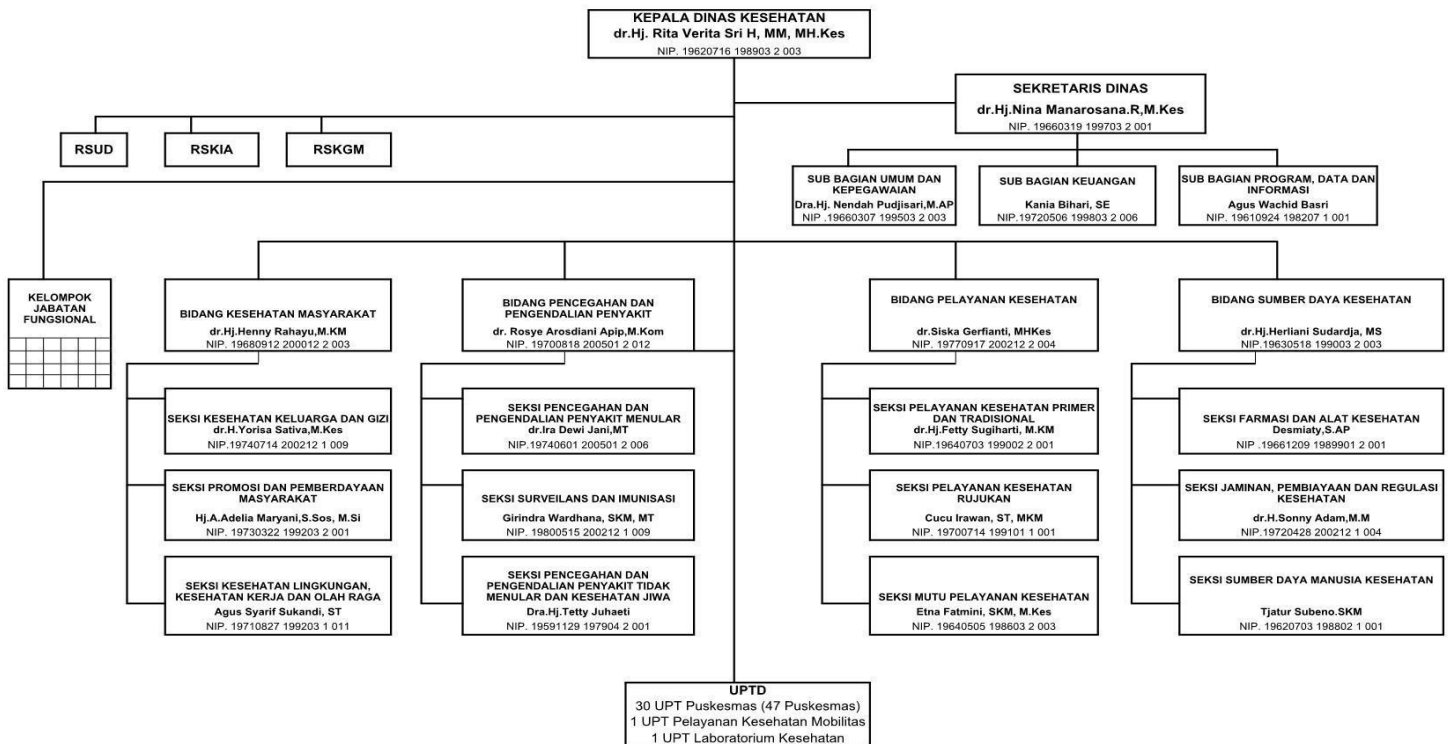 KEPALA DINAS KESEHATAN
dr.Hj. Rita Verita Sri H, MM, MH.Kes
NIP. 19620716 198903 2 003
SEKRETARIS DINAS
dr.Hj.Nina Manarosana.R,M.Kes
NIP. 19660319 199703 2 001
RSUD
RSKIA
RSKGM
SUB BAGIAN UMUM DAN
KEPEGAWAIAN
Dra.Hj. Nendah Pudjisari,M.AP
NIP .19660307 199503 2 003
SUB BAGIAN KEUANGAN
Kania Bihari, SE
NIP.19720506 199803 2 006
SUB BAGIAN PROGRAM, DATA DAN
INFORMASI
Agus Wachid Basri
NIP. 19610924 198207 1 001
KELOMPOK
JABATAN
FUNGSIONAL
BIDANG KESEHATAN MASYARAKAT
dr.Hj.Henny Rahayu,M.KM
NIP. 19680912 200012 2 003
BIDANG PENCEGAHAN DAN
PENGENDALIAN PENYAKIT
dr. Rosye Arosdiani Apip,M.Kom
NIP. 19700818 200501 2 012
BIDANG PELAYANAN KESEHATAN
dr.Siska Gerfianti, MHKes
NIP. 19770917 200212 2 004
BIDANG SUMBER DAYA KESEHATAN
dr.Hj.Herliani Sudardja, MS
NIP.19630518 199003 2 003
SEKSI KESEHATAN KELUARGA DAN GIZI
dr.H.Yorisa Sativa,M.Kes
NIP.19740714 200212 1 009
SEKSI PENCEGAHAN DAN
PENGENDALIAN PENYAKIT MENULAR
dr.Ira Dewi Jani,MT
NIP.19740601 200501 2 006
SEKSI PELAYANAN KESEHATAN PRIMER
DAN TRADISIONAL
dr.Hj.Fetty Sugiharti, M.KM
NIP.19640703 199002 2 001
SEKSI FARMASI DAN ALAT KESEHATAN
Desmiaty,S.AP
NIP .19661209 1989901 2 001
SEKSI PROMOSI DAN PEMBERDAYAAN
MASYARAKAT
Hj.A.Adelia Maryani,S.Sos, M.Si
NIP. 19730322 199203 2 001
SEKSI SURVEILANS DAN IMUNISASI
Girindra Wardhana, SKM, MT
NIP. 19800515 200212 1 009
SEKSI PELAYANAN KESEHATAN
RUJUKAN
Cucu Irawan, ST, MKM
NIP. 19700714 199101 1 001
SEKSI JAMINAN, PEMBIAYAAN DAN REGULASI
KESEHATAN
dr.H.Sonny Adam,M.M
NIP.19720428 200212 1 004
SEKSI KESEHATAN LINGKUNGAN,
KESEHATAN KERJA DAN OLAH RAGA
Agus Syarif Sukandi, ST
NIP. 19710827 199203 1 011
SEKSI PENCEGAHAN DAN
PENGENDALIAN PENYAKIT TIDAK
MENULAR DAN KESEHATAN JIWA
Dra.Hj.Tetty Juhaeti
NIP.19591129 197904 2 001
SEKSI MUTU PELAYANAN KESEHATAN
Etna Fatmini, SKM, M.Kes
NIP. 19640505 198603 2 003
SEKSI SUMBER DAYA MANUSIA KESEHATAN
Tjatur Subeno.SKM
NIP. 19620703 198802 1 001
UPTD
30 UPT Puskesmas (47 Puskesmas)
1 UPT Pelayanan Kesehatan Mobilitas
1 UPT Laboratorium Kesehatan